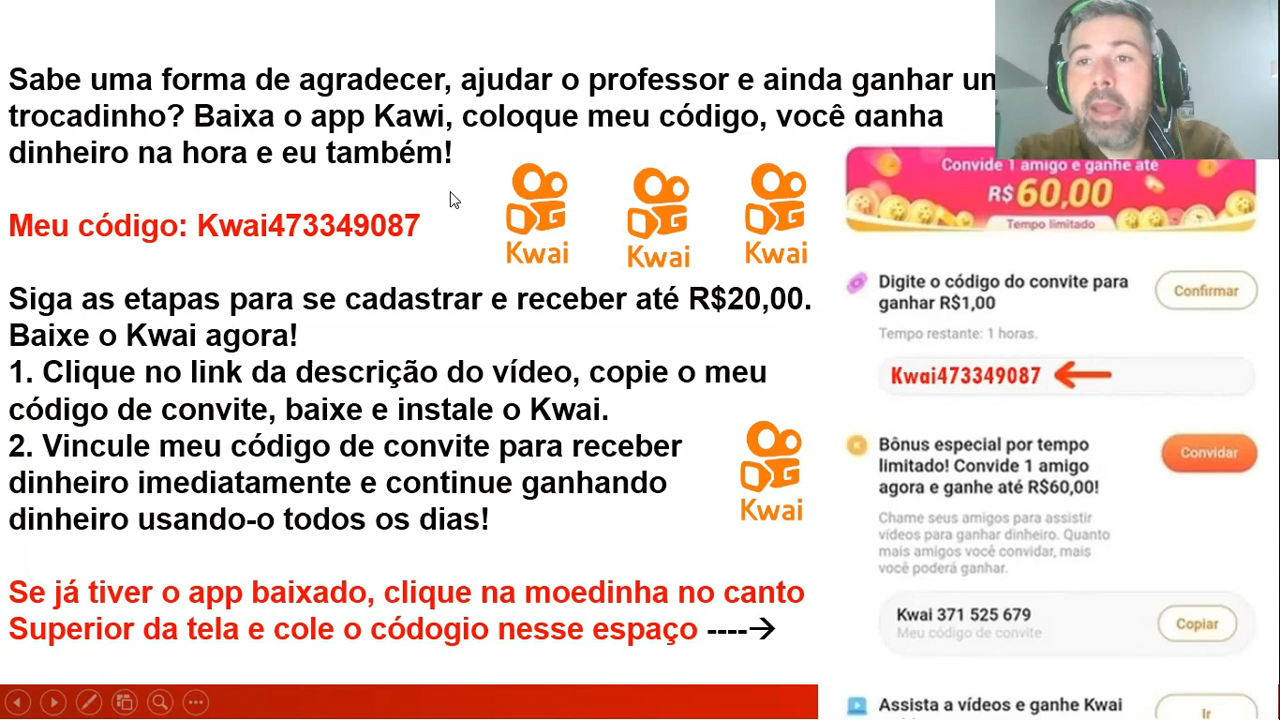 Sabe uma forma de agradecer, ajudar o professor e ainda ganhar um
trocadinho? Baixa o app Kawi, coloque meu código, você ganha
dinheiro na hora e eu também!
Meu código: Kwai473349087
Kwai
Kwai
Kwai
Siga as etapas para se cadastrar e receber até R$20,00.
Baixe o Kwai agora!
1. Clique no link da descrição do vídeo, copie o meu
código de convite, baixe e instale o Kwai.
2. Vincule meu código de convite para receber
dinheiro imediatamente e continue ganhando
dinheiro usando-o todos os dias!
Kwai
Se já tiver o app baixado, clique na moedinha no canto
Superior da tela e cole o códogio nesse espaço ----→
Convide 1 amigo e ganhe até
R$60,00
Tempo limitado
Digite o código do convite para
ganhar R$1,00
Confirmar
Tempo restante: 1 horas.
Kwai473349087
Bônus especial por tempo
limitado! Convide 1 amigo
agora e ganhe até R$60,00!
Convidar
Chame seus amigos para assistir
vídeos para ganhar dinheiro. Quanto
mais amigos você convidar, mais
você poderá ganhar.
Kwai 371 525 679
Meu código de convite
Copiar
Assista a vídeos e ganhe Kwai
Ir